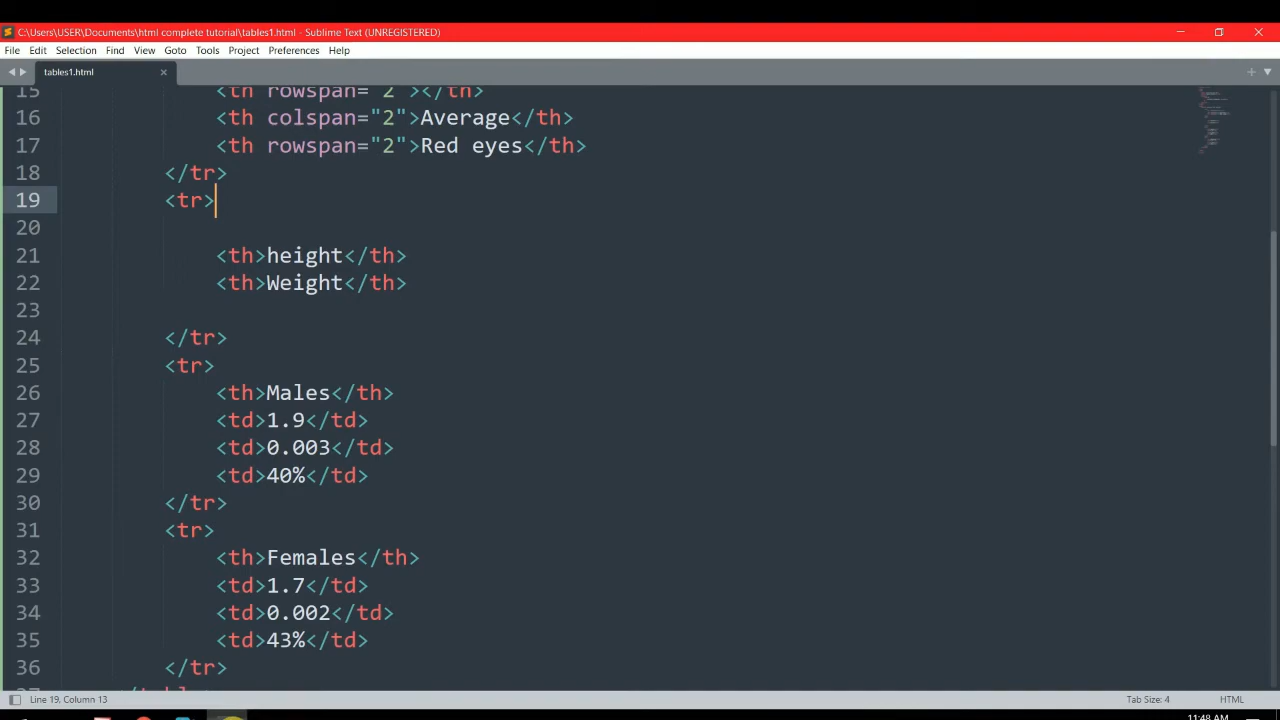 C:\Users\USER\Documents\html complete tutorial\tables1.html - Sublime Text (UNREGISTERED)
File Edit Selection Find View Goto Tools Project Preferences Help
tables1.html
15 <th rowspan="2"></th>
16 <th colspan="2">Average</th>
17 <th rowspan="2">Red eyes</th>
18 </tr>
19 <tr>
20
21 <th>height</th>
22 <th>Weight</th>
23
24 </tr>
25 <tr>
26 <th>Males</th>
27 <td>1.9</td>
28 <td>0.003</td>
29 <td>40%</td>
30 </tr>
31 <tr>
32 <th>Females</th>
33 <td>1.7</td>
34 <td>0.002</td>
35 <td>43%</td>
36 </tr>
Line 19, Column 13
Tab Size: 4
HTML
11:48 AM